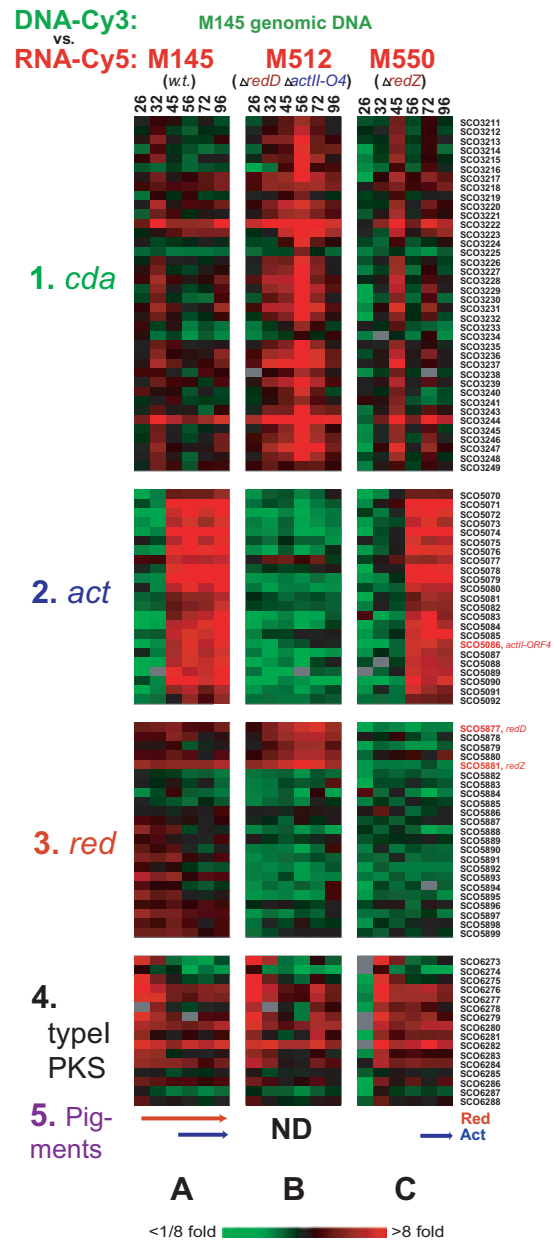 DNA-Cy3: M145 genomic DNA
vs.
RNA-Cy5: M145 M512 M550
(w.t.) (ΔredD ΔactII-O4) (ΔredZ)
26 32 45 56 72 96 26 32 45 56 72 96 26 32 45 56 72 96
1. cda
SCO3211
SCO3212
SCO3213
SCO3214
SCO3215
SCO3216
SCO3217
SCO3218
SCO3219
SCO3220
SCO3221
SCO3222
SCO3223
SCO3224
SCO3225
SCO3226
SCO3227
SCO3228
SCO3229
SCO3230
SCO3231
SCO3232
SCO3233
SCO3234
SCO3235
SCO3236
SCO3237
SCO3238
SCO3239
SCO3240
SCO3241
SCO3243
SCO3244
SCO3245
SCO3246
SCO3247
SCO3248
SCO3249
2. act
SCO5070
SCO5071
SCO5072
SCO5073
SCO5074
SCO5075
SCO5076
SCO5077
SCO5078
SCO5079
SCO5080
SCO5081
SCO5082
SCO5083
SCO5084
SCO5085
SCO5086, actII-ORF4
SCO5087
SCO5088
SCO5089
SCO5090
SCO5091
SCO5092
3. red
SCO5877, redD
SCO5878
SCO5879
SCO5880
SCO5881, redZ
SCO5882
SCO5883
SCO5884
SCO5885
SCO5886
SCO5887
SCO5888
SCO5889
SCO5890
SCO5891
SCO5892
SCO5893
SCO5894
SCO5895
SCO5896
SCO5897
SCO5898
SCO5899
4.
typeI
PKS
SCO6273
SCO6274
SCO6275
SCO6276
SCO6277
SCO6278
SCO6279
SCO6280
SCO6281
SCO6282
SCO6283
SCO6284
SCO6285
SCO6286
SCO6287
SCO6288
5. Pig-
ments
ND
Red
Act
A B C
<1/8 fold >8 fold